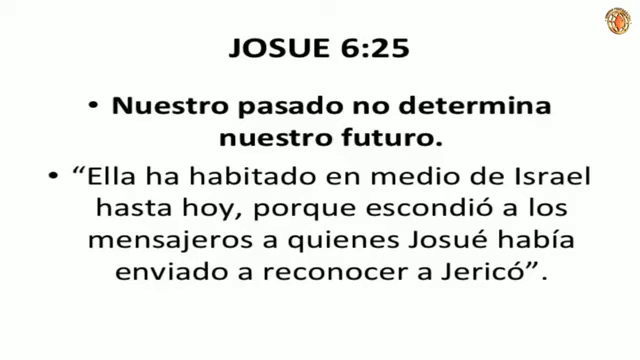 JOSUE 6:25
• Nuestro pasado no determina
nuestro futuro.
• “Ella ha habitado en medio de Israel
hasta hoy, porque escondió a los
mensajeros a quienes Josué había
enviado a reconocer a Jericó”.